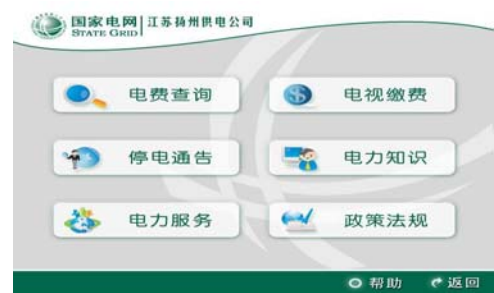 国家电网 江苏扬州供电公司
STATE GRID
电费查询 电视缴费
停电通告 电力知识
电力服务 政策法规
帮助 返回